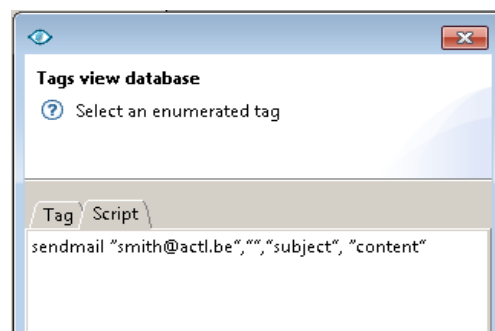 Tags view database
Select an enumerated tag
Tag Script
sendmail ”smith@actl.be“,““,“subject“, ”content“